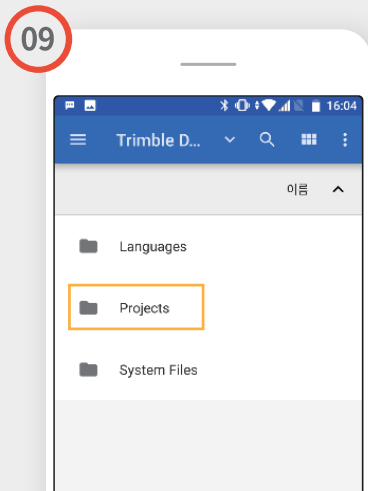 09
16:04
Trimble D...
이름
Languages
Projects
System Files